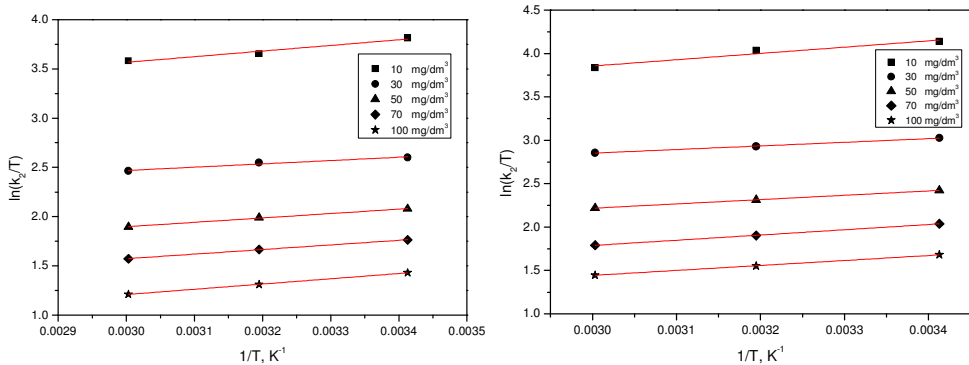 4.0
3.5
3.0
2.5
2.0
1.5
1.0
ln(k₂/T)
10 mg/dm³
30 mg/dm³
50 mg/dm³
70 mg/dm³
100 mg/dm³
0.0029 0.0030 0.0031 0.0032 0.0033 0.0034 0.0035
1/T, K⁻¹
4.5
4.0
3.5
3.0
2.5
2.0
1.5
1.0
ln(k₂/T)
10 mg/dm³
30 mg/dm³
50 mg/dm³
70 mg/dm³
100 mg/dm³
0.0030 0.0031 0.0032 0.0033 0.0034
1/T, K⁻¹